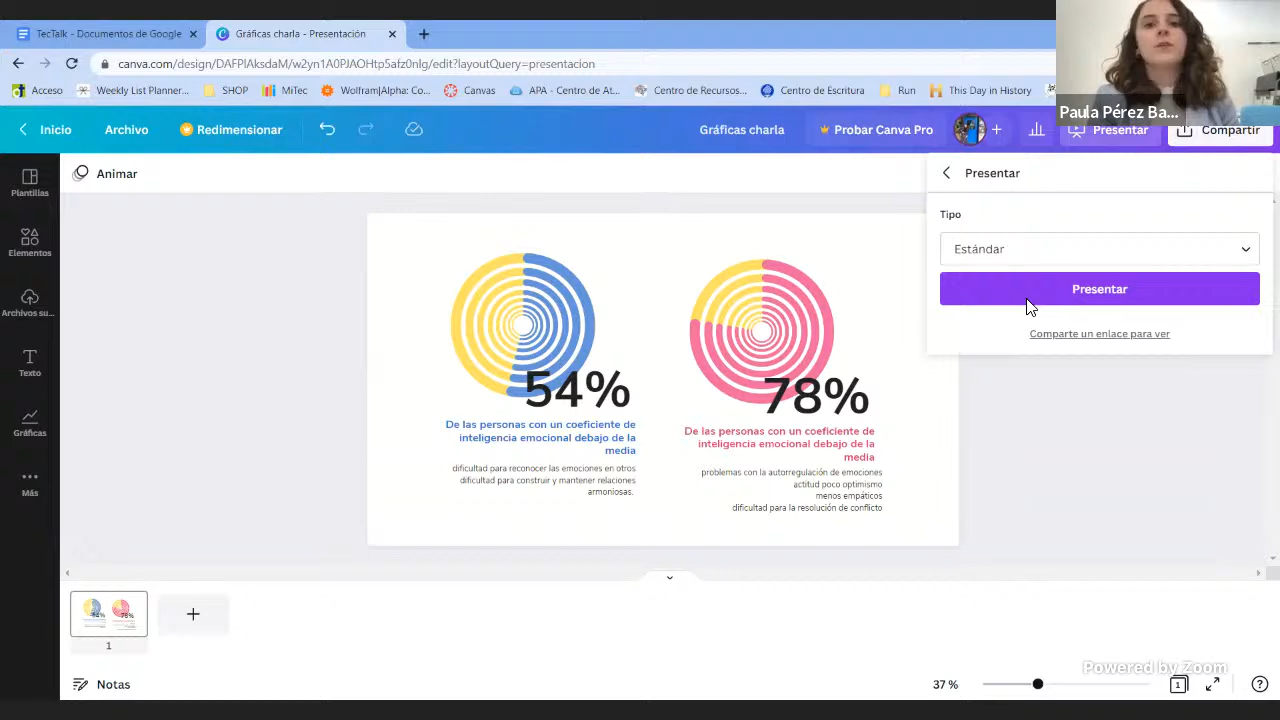 TecTalk - Documentos de Google
Gráficas charla - Presentación
canva.com/design/DAFPlAksdaM/w2yn1A0PJAOHtp5afz0nlg/edit?layoutQuery=presentacion
Acceso
Weekly List Planner...
SHOP
MiTec
Wolfram|Alpha: Co...
Canvas
APA - Centro de At...
Centro de Recursos...
Centro de Escritura
Run
This Day in History
Paula Pérez Ba...
Inicio
Archivo
Redimensionar
Gráficas charla
Probar Canva Pro
Presentar
Compartir
Plantillas
Elementos
Archivos su...
Texto
Gráficas
Más
Animar
Presentar
Tipo
Estándar
Presentar
Comparte un enlace para ver
54%
De las personas con un coeficiente de
inteligencia emocional debajo de la
media
dificultad para reconocer las emociones en otros
dificultad para construir y mantener relaciones
armoniosas.
78%
De las personas con un coeficiente de
inteligencia emocional debajo de la
media
problemas con la autorregulación de emociones
actitud poco optimismo
menos empáticos
dificultad para la resolución de conflicto
1
Notas
Powered by Zoom
37 %
1